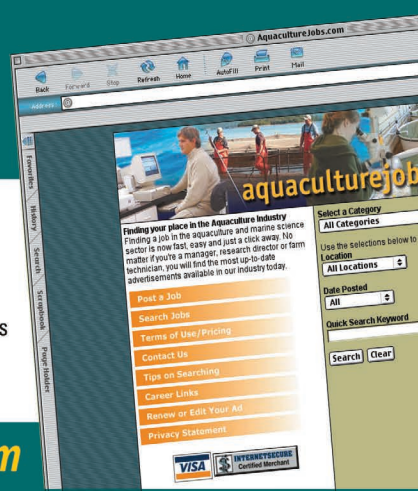 AquacultureJobs.com
Back
Forward
Stop
Refresh
Home
AutoFill
Print
Mail
Address
Favorites
History
Search
Scrapbook
Page Holder
aquaculturejob
Finding your place in the Aquaculture Industry
Finding a job in the aquaculture and marine science
sector is now fast, easy and just a click away. No
matter if you're a manager, research director or farm
technician, you will find the most up-to-date
advertisements available in our industry today.
Post a Job
Search Jobs
Terms of Use/Pricing
Contact Us
Tips on Searching
Career Links
Renew or Edit Your Ad
Privacy Statement
Select a Category
All Categories
Use the selections below to
Location
All Locations
Date Posted
All
Quick Search Keyword
Search Clear
VISA
INTERNETSECURE
Certified Merchant
s
m